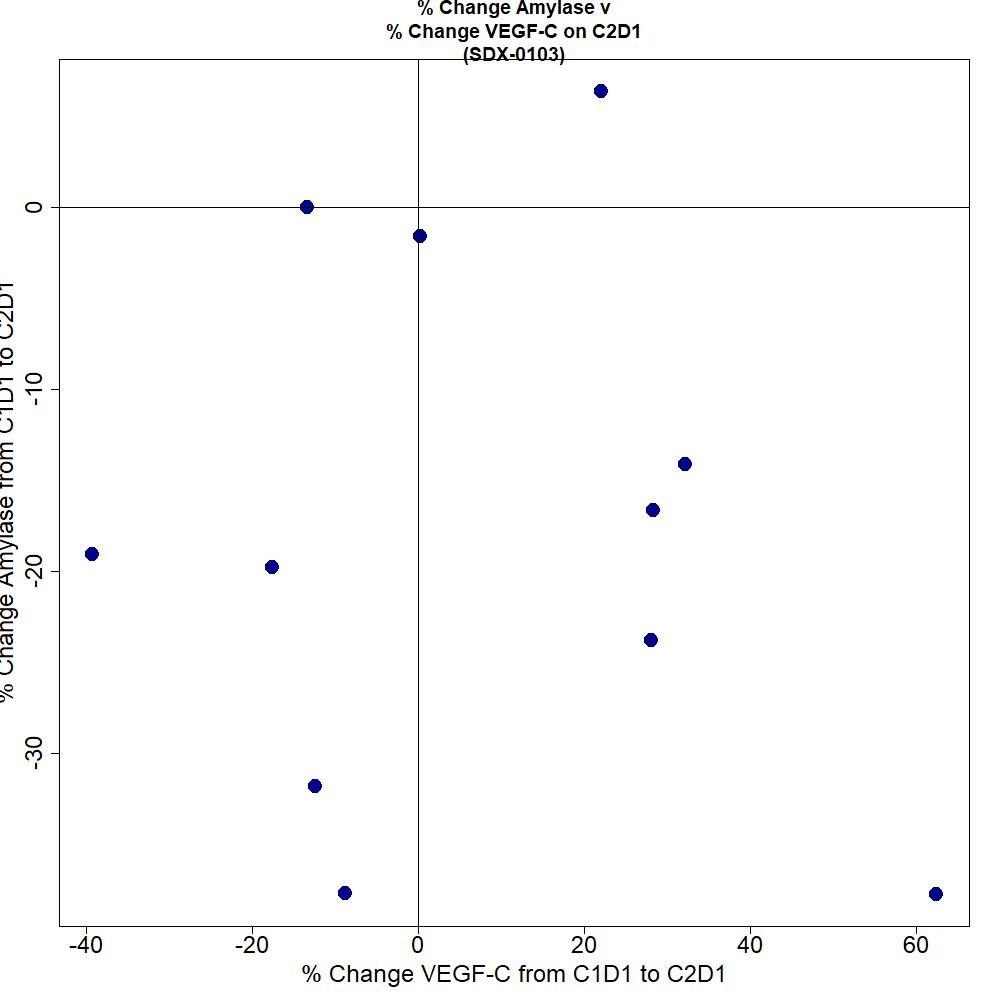 % Change Amylase v
% Change VEGF-C on C2D1
(SDX-0103)
% Change Amylase from C1D1 to C2D1
0
-10
-20
-30
-40
-20
0
20
40
60
% Change VEGF-C from C1D1 to C2D1